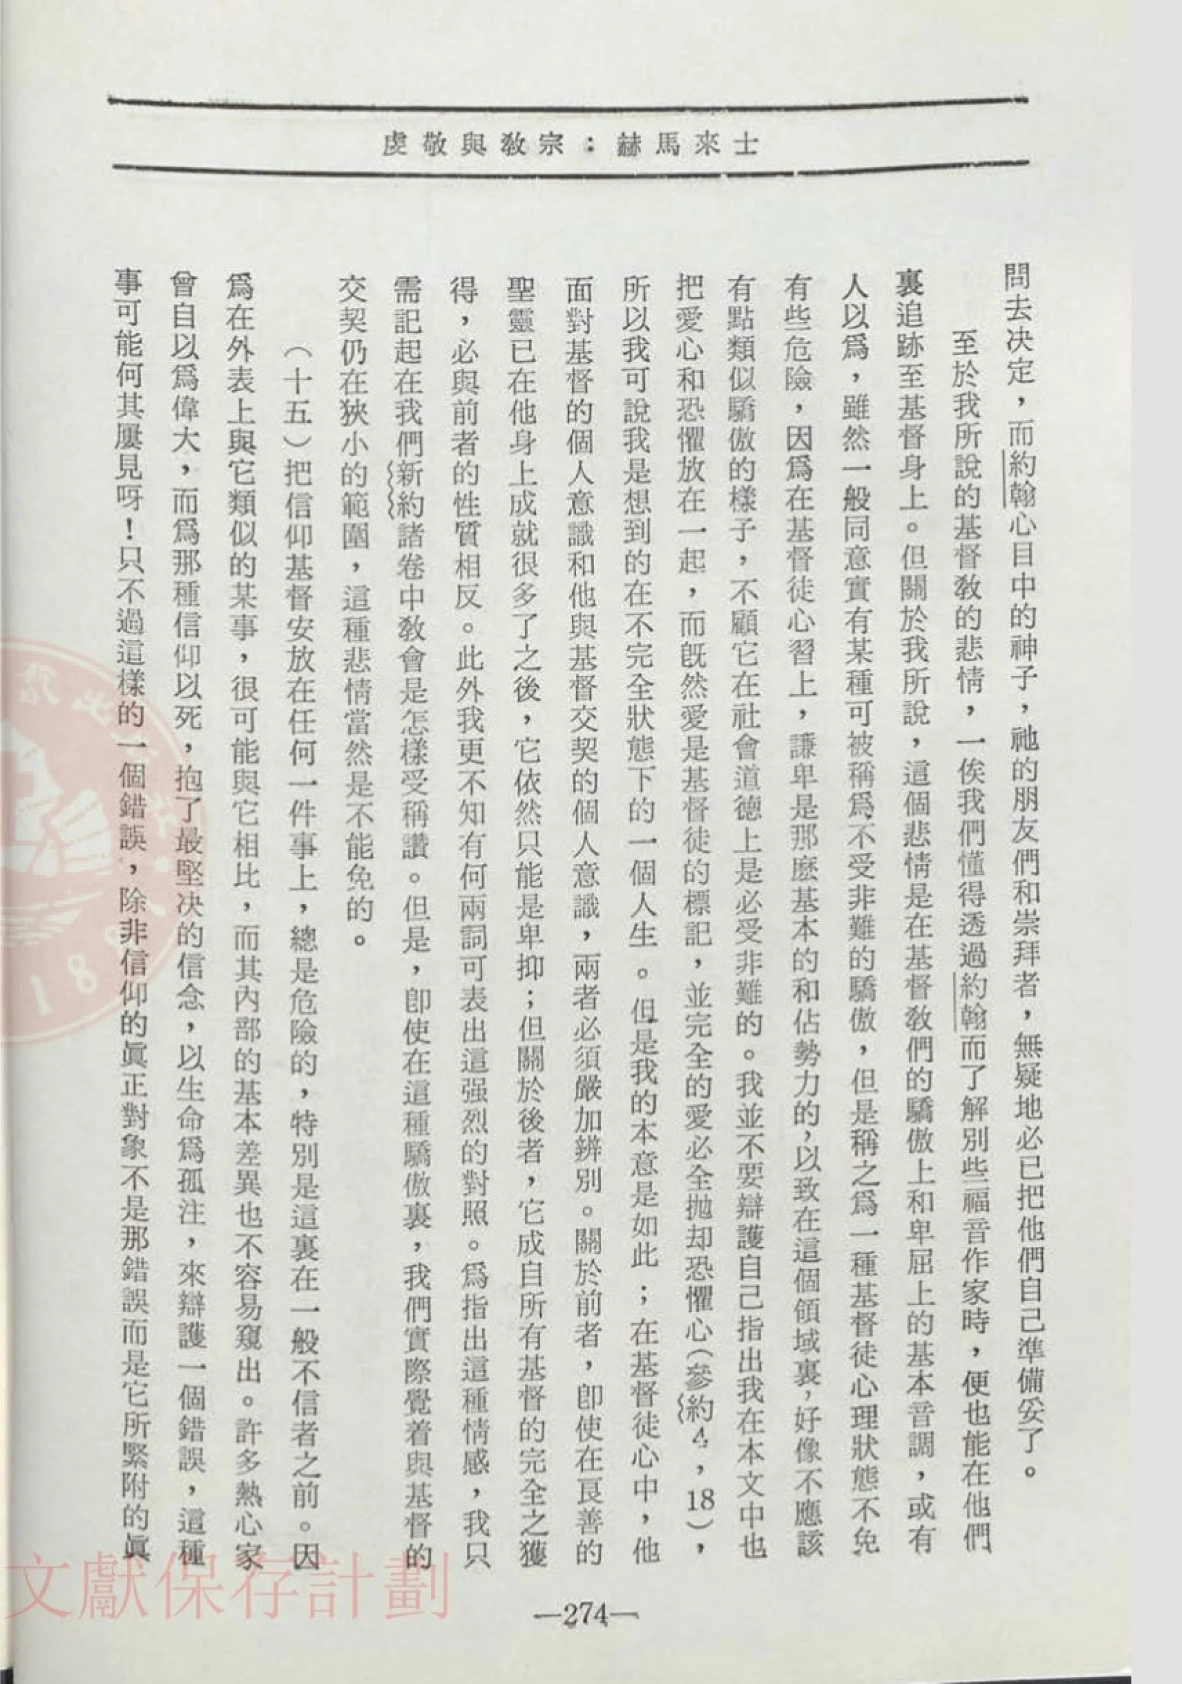 士來馬赫：宗教與敬虔
問去決定，而約翰心目中的神子，祂的朋友們和崇拜者，無疑地必已把他們自己準備妥了。
至於我所說的基督教的悲情，一俟我們懂得透過約翰而了解別些福音作家時，便也能在他們
裏追跡至基督身上。但關於我所說，這個悲情是在基督教們的驕傲上和卑屈上的基本音調，或有
人以爲，雖然一般同意實有某種可被稱爲不受非難的驕傲，但是稱之爲一種基督徒心理狀態不免
有些危險，因爲在基督徒心習上，謙卑是那麽基本的和佔勢力的，以致在這個領域裏，好像不應該
有點類似驕傲的樣子，不顧它在社會道德上是必受非難的。我並不要辯護自己指出我在本文中也
把愛心和恐懼放在一起，而旣然愛是基督徒的標記，並完全的愛必全抛却恐懼心（參約4，18），
所以我可說我是想到的在不完全狀態下的一個人生。但是我的本意是如此；在基督徒心中，他
面對基督的個人意識和他與基督交契的個人意識，兩者必須嚴加辨別。關於前者，卽使在良善的
聖靈已在他身上成就很多了之後，它依然只能是卑抑；但關於後者，它成自所有基督的完全之獲
得，必與前者的性質相反。此外我更不知有何兩詞可表出這强烈的對照。爲指出這種情感，我只
需記起在我們新約諸卷中教會是怎樣受稱讚。但是，卽使在這種驕傲裏，我們實際覺着與基督的
交契仍在狹小的範圍，這種悲情當然是不能免的。
（十五）把信仰基督安放在任何一件事上，總是危險的，特別是這裏在一般不信者之前。因
爲在外表上與它類似的某事，很可能與它相比，而其內部的基本差異也不容易窺出。許多熱心家
曾自以爲偉大，而爲那種信仰以死，抱了最堅决的信念，以生命爲孤注，來辯護一個錯誤，這種
事可能何其屢見呀！只不過這樣的一個錯誤，除非信仰的眞正對象不是那錯誤而是它所緊附的眞
—274—
文獻保存計劃